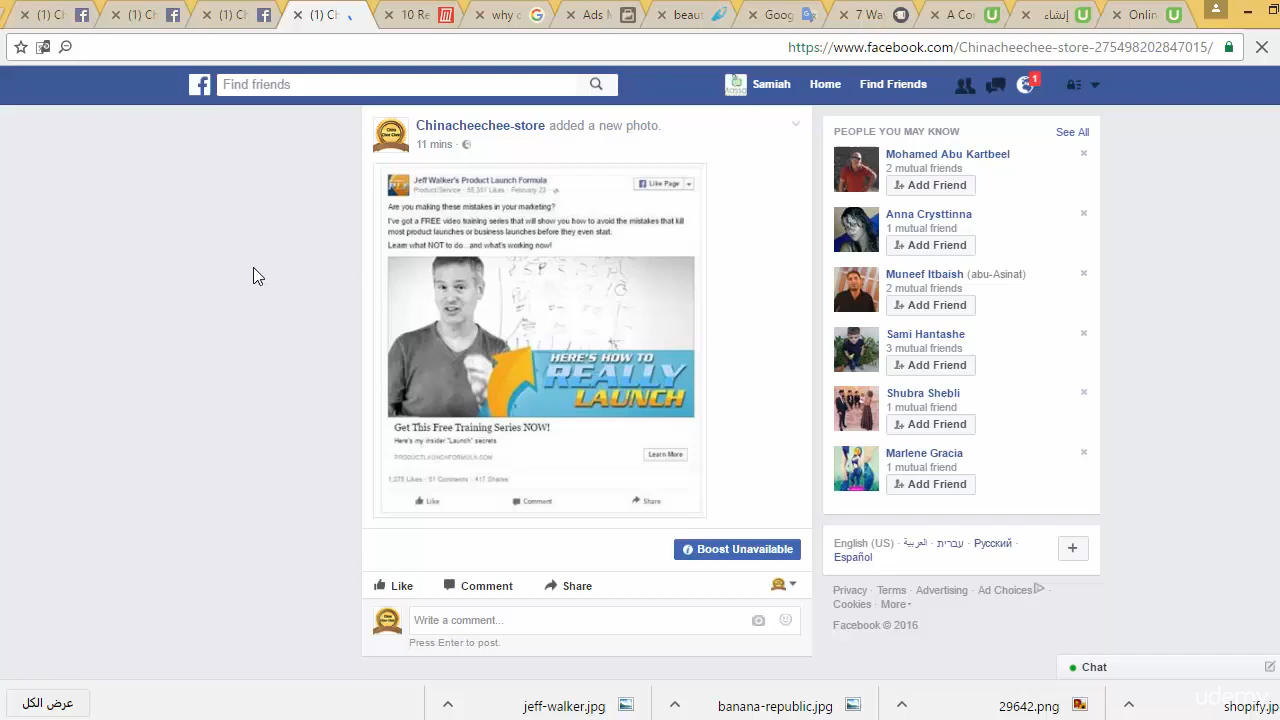 (1) Ch
(1) Ch
(1) Ch
(1) Ch
10 Re
why c
Ads M
beaut
Goog
7 Wa
A Co
إنشاء
Onlin
https://www.facebook.com/Chinacheechee-store-275498202847015/
Find friends
Samiah
Home
Find Friends
1
Chinacheechee-store added a new photo.
11 mins ·
Jeff Walker's Product Launch Formula
Like Page
Are you making these mistakes in your marketing?
I've got a FREE video training series that will show you how to avoid the mistakes that kill
most product launches or business launches before they even start.
Learn what NOT to do...and what's working now!
HERE'S HOW TO
REALLY
LAUNCH
Get This Free Training Series NOW!
Here's my insider "Launch" secrets
PRODUCTLAUNCHFORMULA.COM
Learn More
Like
Comment
Share
Boost Unavailable
Like
Comment
Share
Write a comment...
Press Enter to post.
PEOPLE YOU MAY KNOW
See All
Mohamed Abu Kartbeel
2 mutual friends
Add Friend
Anna Crysttinna
1 mutual friend
Add Friend
Muneef Itbaish (abu-Asinat)
2 mutual friends
Add Friend
Sami Hantashe
3 mutual friends
Add Friend
Shubra Shebli
1 mutual friend
Add Friend
Marlene Gracia
1 mutual friend
Add Friend
English (US) · العربية · עברית · Русский ·
Español
Privacy · Terms · Advertising · Ad Choices ·
Cookies · More
Facebook © 2016
Chat
عرض الكل
jeff-walker.jpg
banana-republic.jpg
29642.png
shopify.jp
udemy